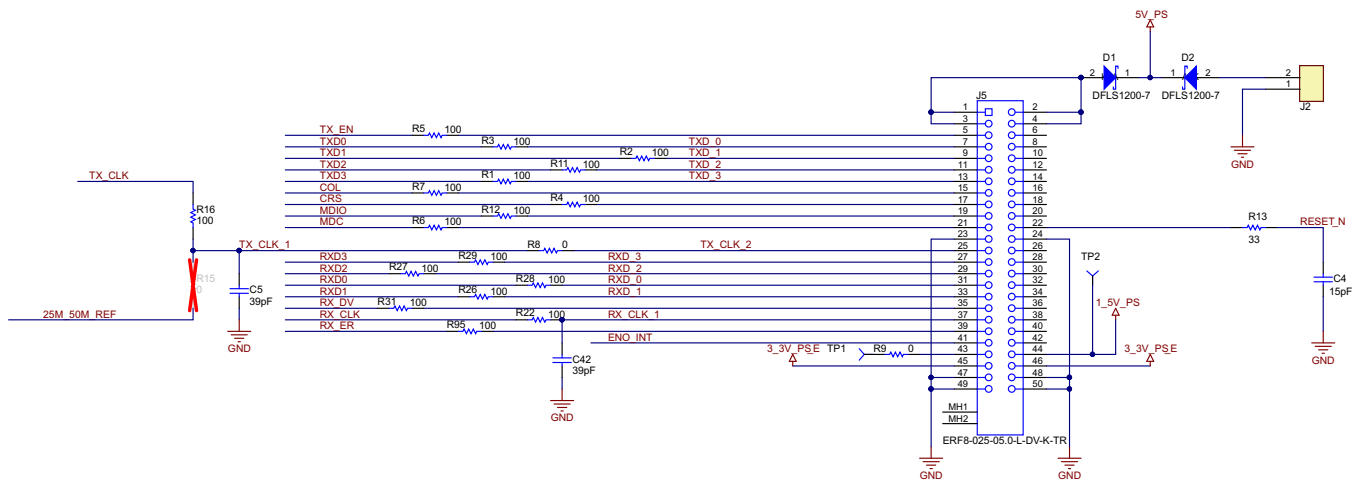 5V_PS
D1 D2
2 1 1 2
DFLS1200-7 DFLS1200-7
2
1
J2
GND
J5
1 2
3 4
TX_EN R5 100 5 6
TXD0 R3 100 TXD_0 7 8
TXD1 R2 100 TXD_1 9 10
TXD2 R11 100 TXD_2 11 12
TXD3 R1 100 TXD_3 13 14
COL R7 100 15 16
CRS R4 100 17 18
MDIO R12 100 19 20
MDC R6 100 21 22
R13
33
RESET_N
TX_CLK
R16
100
23 24
TX_CLK_1 R8 0 TX_CLK_2 25 26
RXD3 R29 100 RXD_3 27 28
RXD2 R27 100 RXD_2 29 30
RXD0 R28 100 RXD_0 31 32
RXD1 R26 100 RXD_1 33 34
RX_DV R31 100 35 36
RX_CLK R22 100 RX_CLK_1 37 38
RX_ER R95 100 39 40
ENO_INT 41 42
TP1 R9 0 43 44
3_3V_PS_E 45 46 3_3V_PS_E
47 48
49 50
MH1
MH2
ERF8-025-05.0-L-DV-K-TR
TP2
1_5V_PS
C4
15pF
GND
R15
0
C5
39pF
25M_50M_REF
GND
C42
39pF
GND
GND
GND